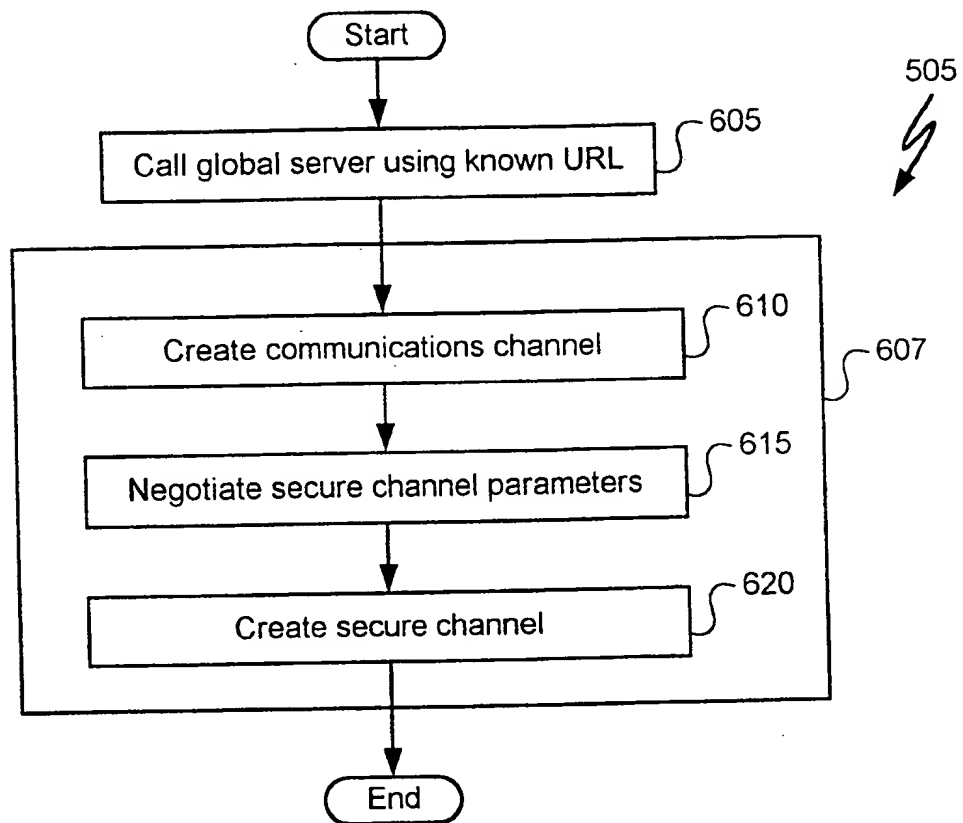 Start
505
Call global server using known URL
605
Create communications channel
610
607
Negotiate secure channel parameters
615
Create secure channel
620
End